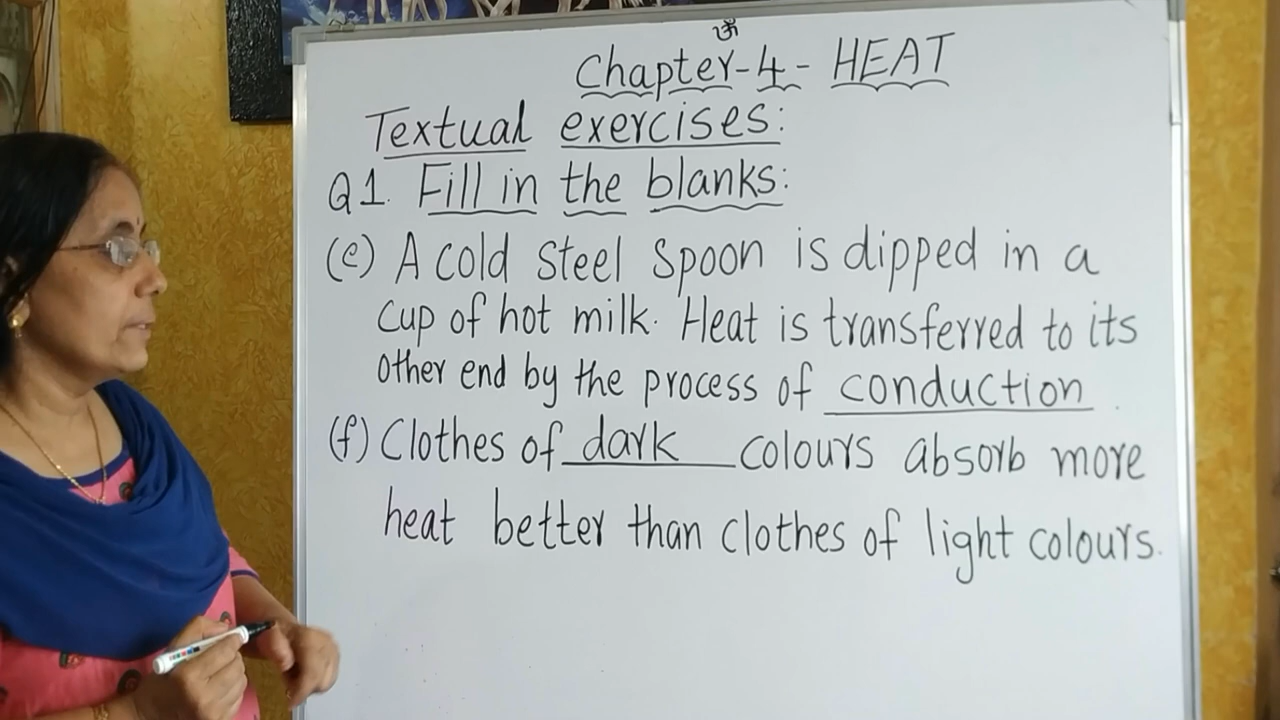 ॐ
Chapter-4- HEAT
Textual exercises:
Q1. Fill in the blanks:
(e) A cold steel spoon is dipped in a
cup of hot milk. Heat is transferred to its
other end by the process of conduction.
(f) Clothes of dark colours absorb more
heat better than clothes of light colours.